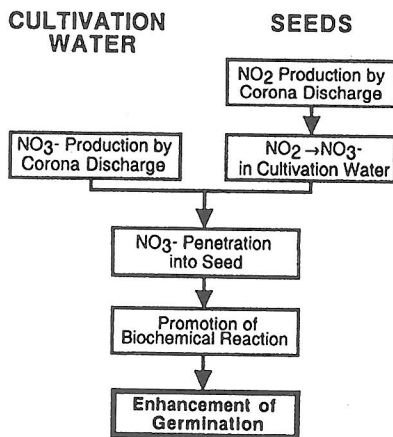 CULTIVATION
WATER
SEEDS
NO2 Production by
Corona Discharge
NO3- Production by
Corona Discharge
NO2→NO3-
in Cultivation Water
NO3- Penetration
into Seed
Promotion of
Biochemical Reaction
Enhancement of
Germination